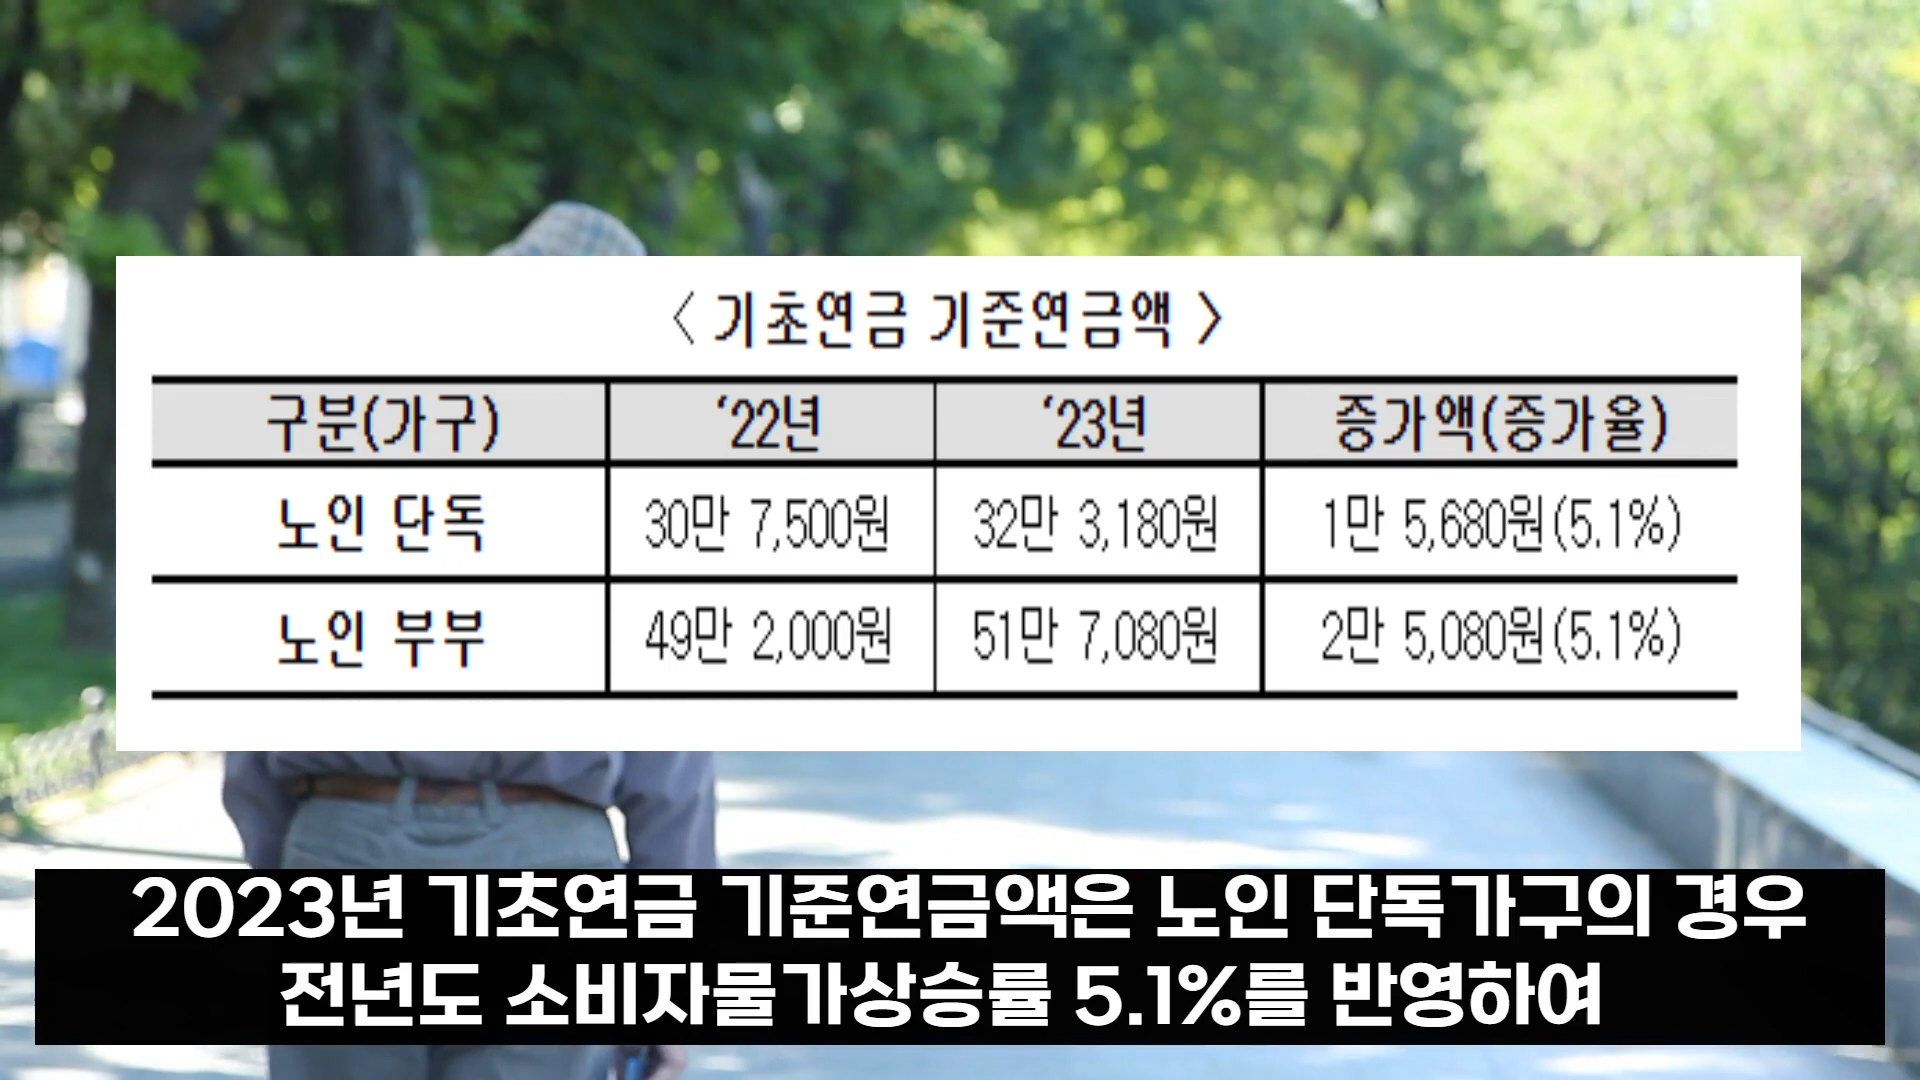 < 기초연금 기준연금액 >
구분(가구) ‘22년 ‘23년 증가액(증가율)
노인 단독 30만 7,500원 32만 3,180원 1만 5,680원(5.1%)
노인 부부 49만 2,000원 51만 7,080원 2만 5,080원(5.1%)
2023년 기초연금 기준연금액은 노인 단독가구의 경우
전년도 소비자물가상승률 5.1%를 반영하여